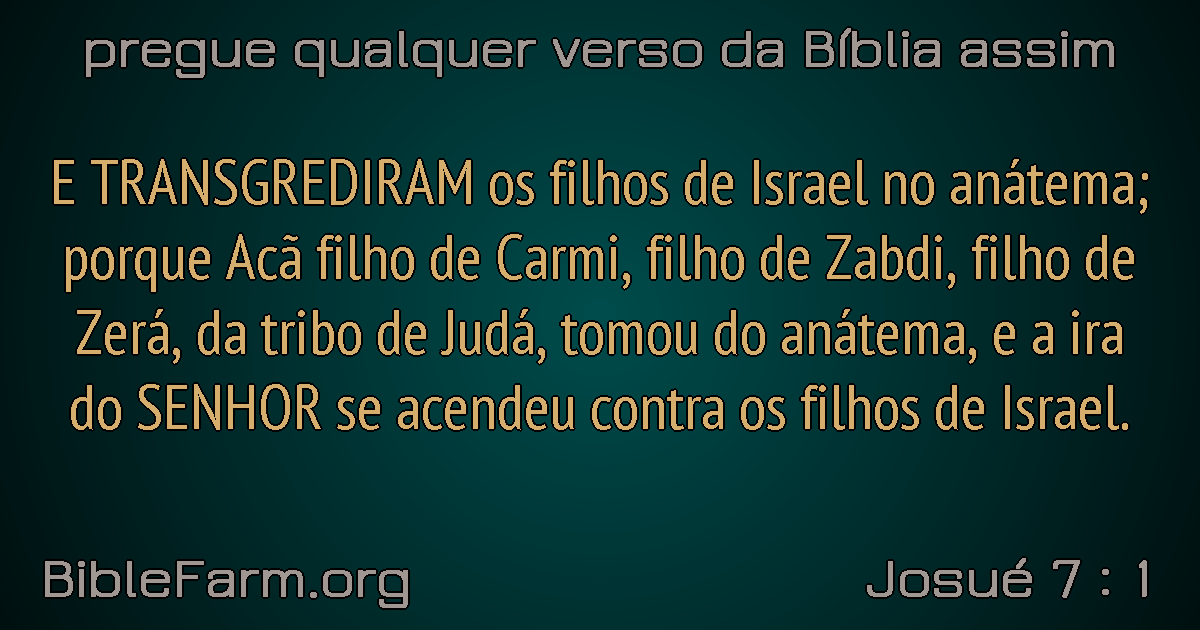 pregue qualquer verso da Bíblia assim
E TRANSGREDIRAM os filhos de Israel no anátema;
porque Acã filho de Carmi, filho de Zabdi, filho de
Zerá, da tribo de Judá, tomou do anátema, e a ira
do SENHOR se acendeu contra os filhos de Israel.
BibleFarm.org
Josué 7 : 1